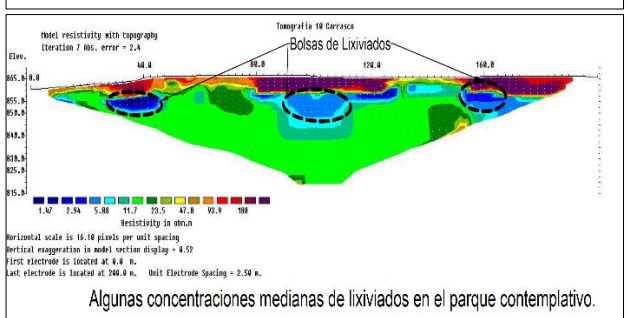 Tomografia 10 Carrasco
Model resistivity with topography
Iteration 7 Abs. error = 2.4
Bolsas de Lixiviados
Elev.
0.0 40.0 80.0 120.0 160.0
865.0
855.0
850.0
840.0
830.0
825.0
815.0
1.47 2.94 5.88 11.7 23.5 47.0 93.9 188
Resistivity in ohm.m
Horizontal scale is 16.10 pixels per unit spacing
Vertical exaggeration in model section display = 0.52
First electrode is located at 0.0 m.
Last electrode is located at 200.0 m. Unit Electrode Spacing = 2.50 m.
Algunas concentraciones medianas de lixiviados en el parque contemplativo.